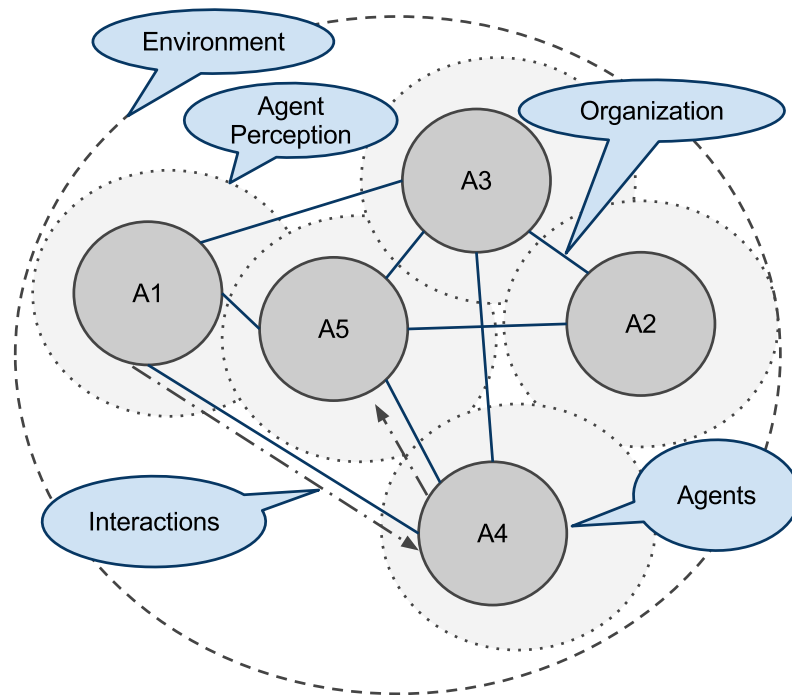 Environment
Agent
Perception
Organization
A3
A1
A5
A2
Interactions
Agents
A4